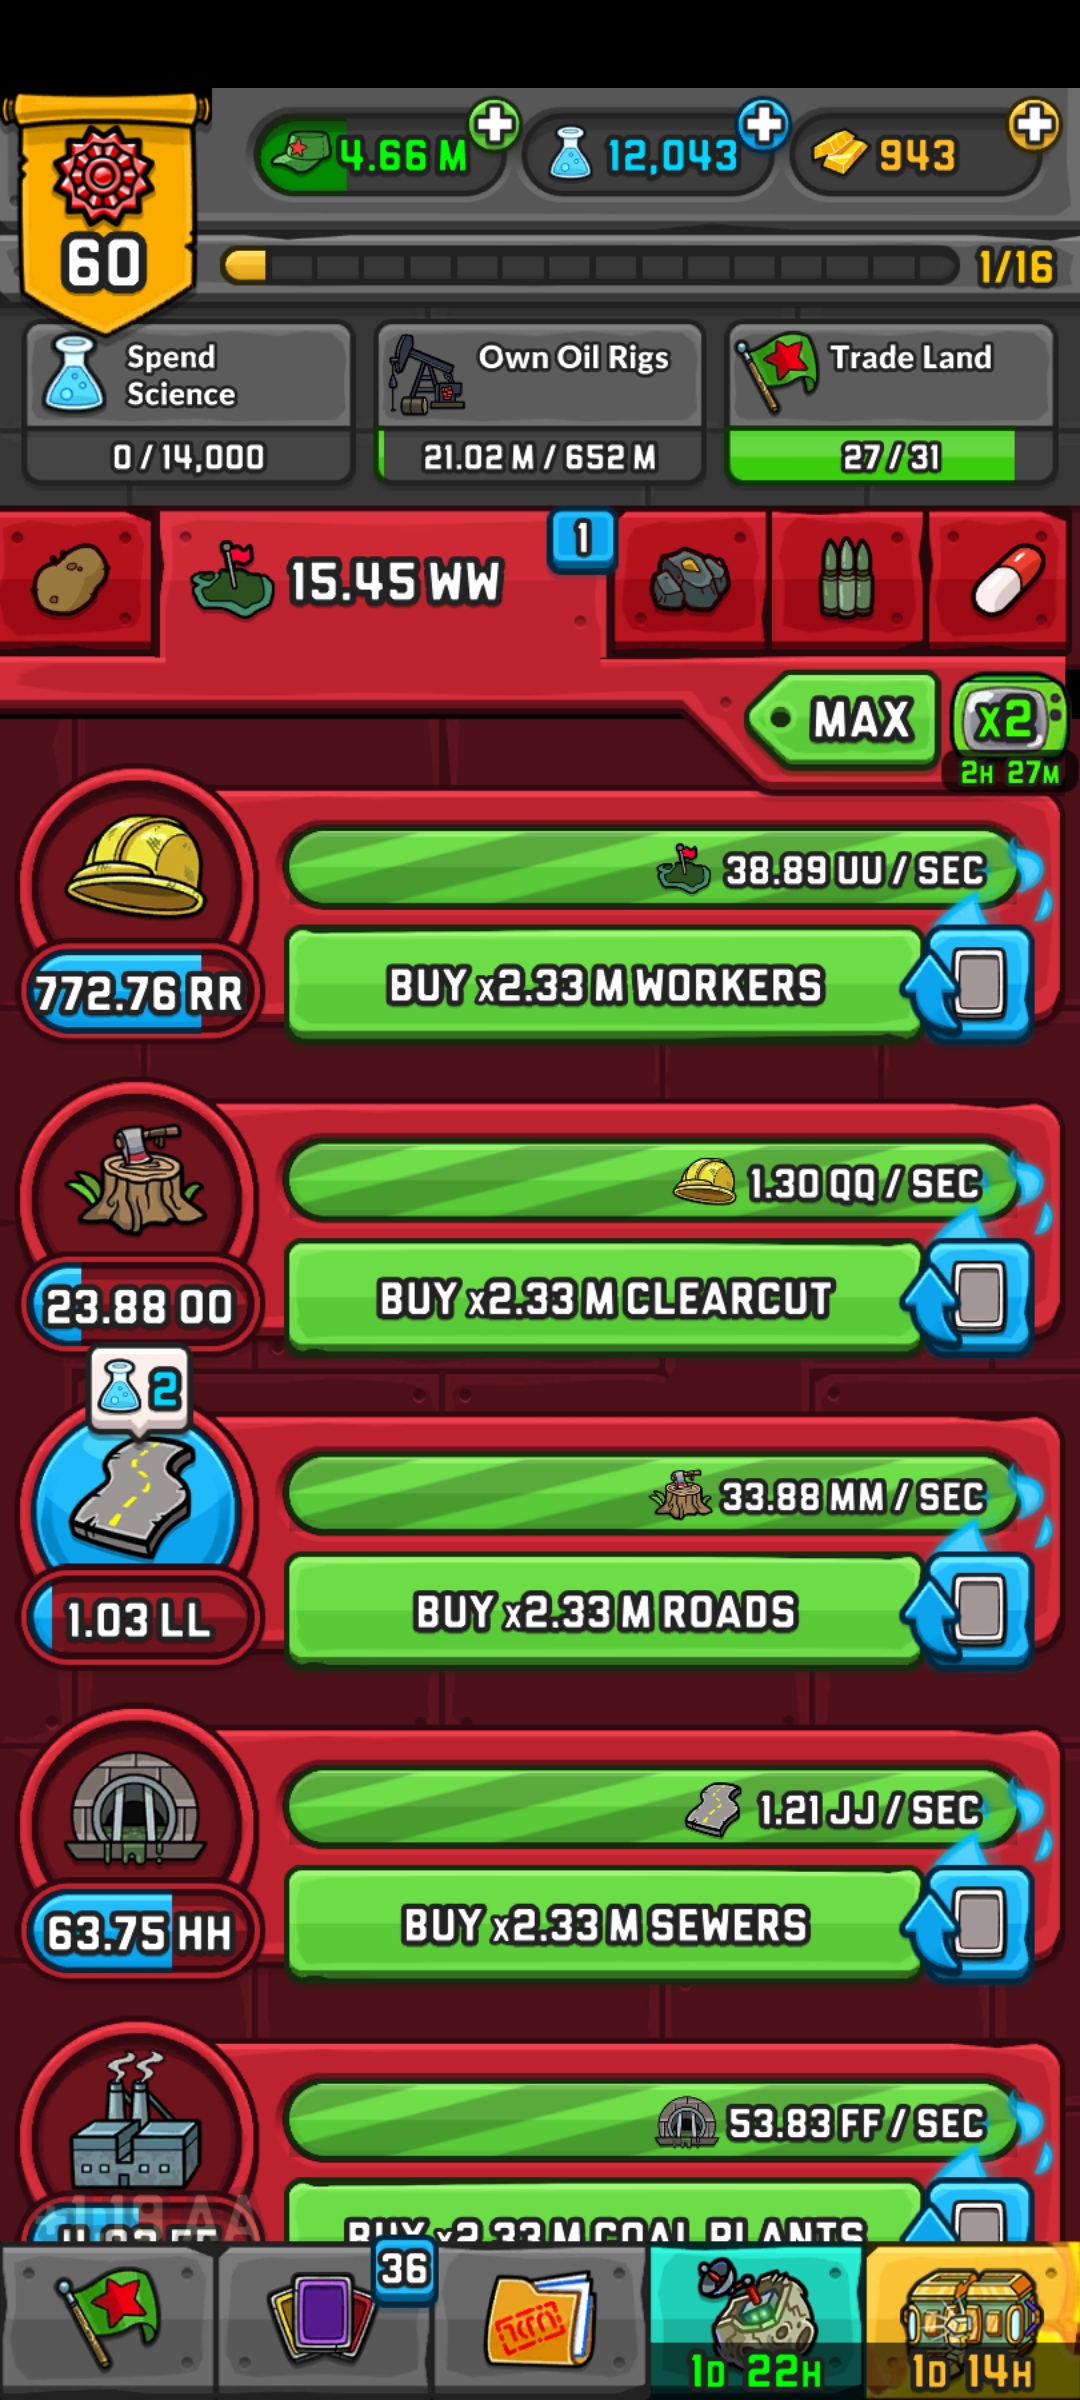 4.66 M
12,043
943
60
1/16
Spend
Science
0 / 14,000
Own Oil Rigs
21.02 M / 652 M
Trade Land
27 / 31
15.45 WW
1
MAX
x2
2H 27M
38.89 UU / SEC
772.76 RR
BUY x2.33 M WORKERS
1.30 QQ / SEC
23.88 OO
BUY x2.33 M CLEARCUT
2
33.88 MM / SEC
1.03 LL
BUY x2.33 M ROADS
1.21 JJ / SEC
63.75 HH
BUY x2.33 M SEWERS
53.83 FF / SEC
BUY x2.33 M COAL PLANTS
36
1D 22H
1D 14H